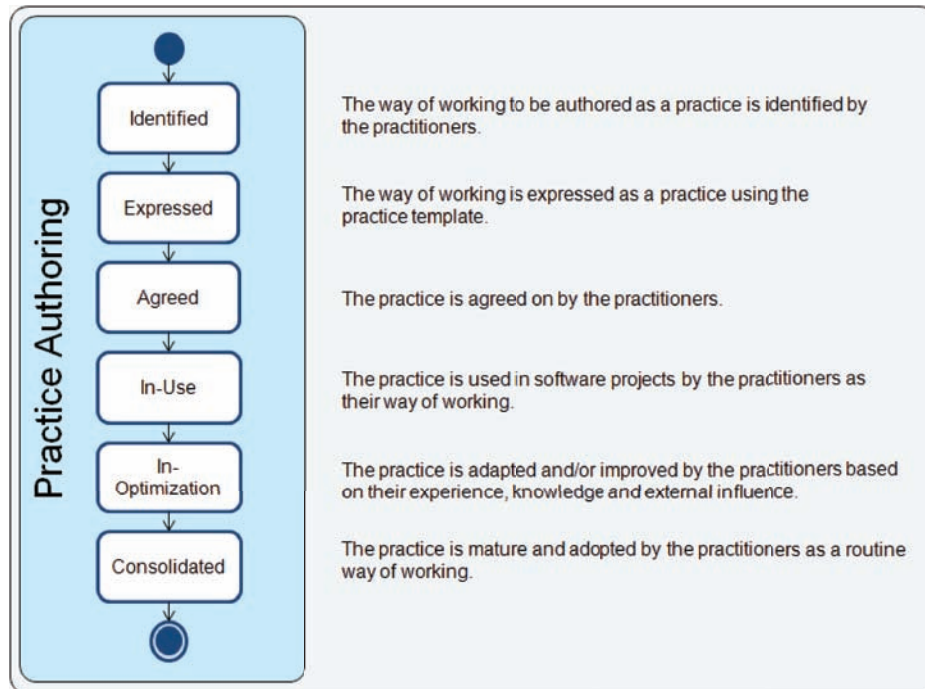 Practice Authoring
Identified
The way of working to be authored as a practice is identified by
the practitioners.
Expressed
The way of working is expressed as a practice using the
practice template.
Agreed
The practice is agreed on by the practitioners.
In-Use
The practice is used in software projects by the practitioners as
their way of working.
In-
Optimization
The practice is adapted and/or improved by the practitioners based
on their experience, knowledge and external influence.
Consolidated
The practice is mature and adopted by the practitioners as a routine
way of working.